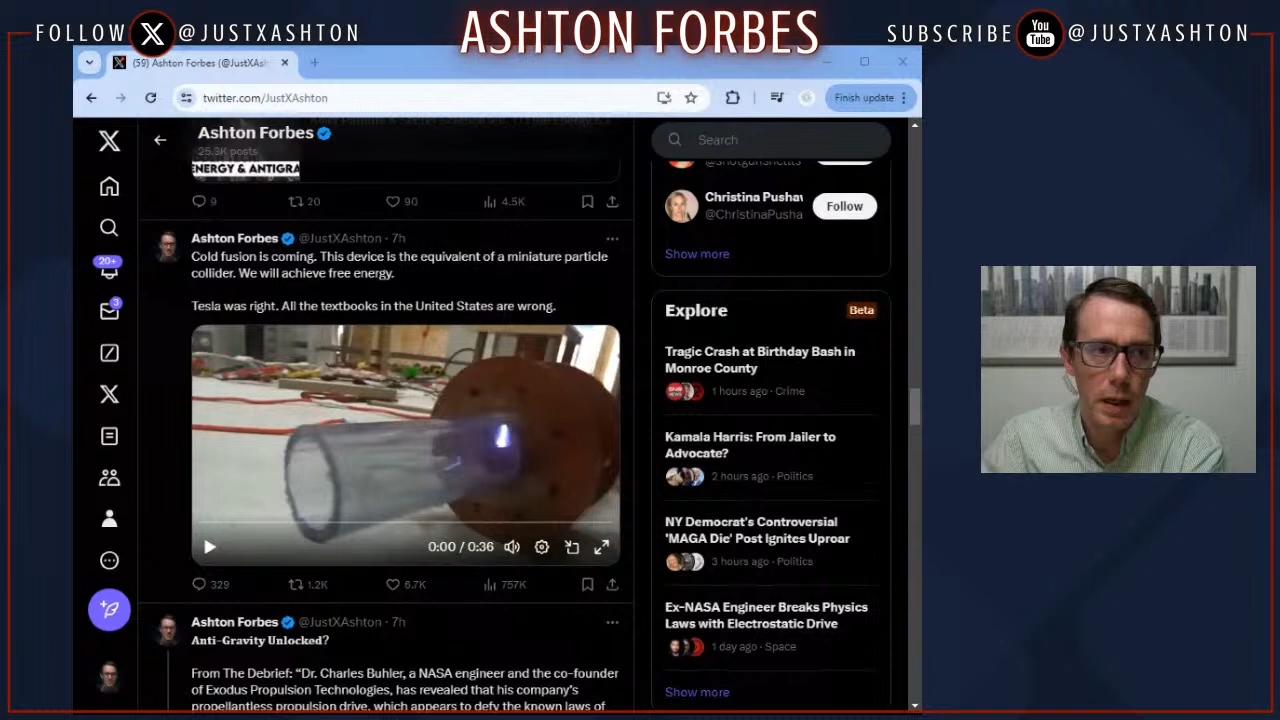 FOLLOW X @JUSTXASHTON
ASHTON FORBES
SUBSCRIBE You Tube @JUSTXASHTON
(59) Ashton Forbes (@JustXAsh
twitter.com/JustXAshton
Finish update
Ashton Forbes
25.9K posts
ENERGY & ANTIGRA
9 20 90 4.5K
Ashton Forbes @JustXAshton · 7h
Cold fusion is coming. This device is the equivalent of a miniature particle
collider. We will achieve free energy.
Tesla was right. All the textbooks in the United States are wrong.
0:00 / 0:36
329 1.2K 6.7K 757K
Ashton Forbes @JustXAshton · 7h
Anti-Gravity Unlocked?
From The Debrief: "Dr. Charles Buhler, a NASA engineer and the co-founder
of Exodus Propulsion Technologies, has revealed that his company's
propellantless propulsion drive, which appears to defy the known laws of
20+
3
Search
Christina Pushaw
@ChristinaPusha
Follow
Show more
Explore
Beta
Tragic Crash at Birthday Bash in
Monroe County
1 hours ago · Crime
Kamala Harris: From Jailer to
Advocate?
2 hours ago · Politics
NY Democrat's Controversial
'MAGA Die' Post Ignites Uproar
3 hours ago · Politics
Ex-NASA Engineer Breaks Physics
Laws with Electrostatic Drive
1 day ago · Space
Show more